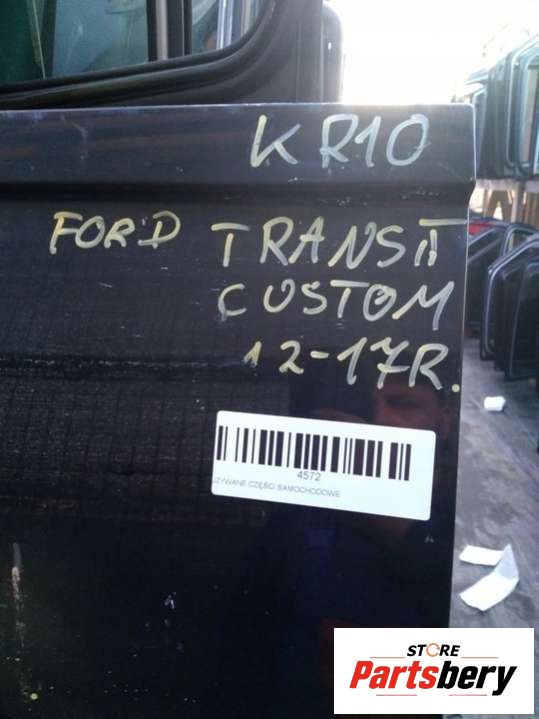 KR10
FORD TRANSIT
CUSTOM
12-17R.
4572
UŻYWANE CZĘŚCI SAMOCHODOWE
STORE
Partsbery